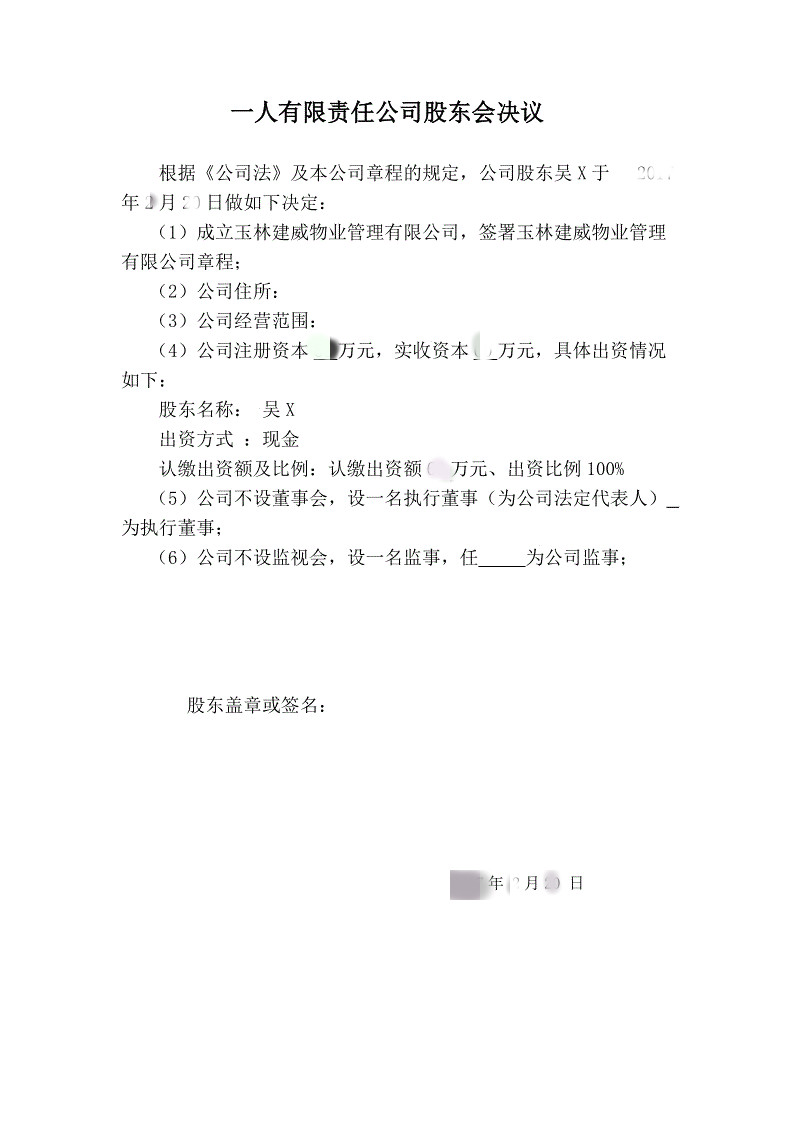 一人有限责任公司股东会决议
根据《公司法》及本公司章程的规定，公司股东吴 X 于
年 月 日做如下决定：
（1）成立玉林建威物业管理有限公司，签署玉林建威物业管理
有限公司章程；
（2）公司住所：
（3）公司经营范围：
（4）公司注册资本 万元，实收资本 万元，具体出资情况
如下：
股东名称： 吴 X
出资方式 ：现金
认缴出资额及比例：认缴出资额 万元、出资比例 100%
（5）公司不设董事会，设一名执行董事（为公司法定代表人）_
为执行董事；
（6）公司不设监视会，设一名监事，任_____为公司监事；
股东盖章或签名：
年 月 日